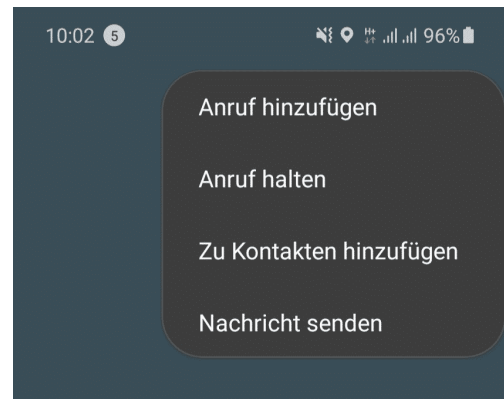 10:02 5 H+ 96%
Anruf hinzufügen
Anruf halten
Zu Kontakten hinzufügen
Nachricht senden